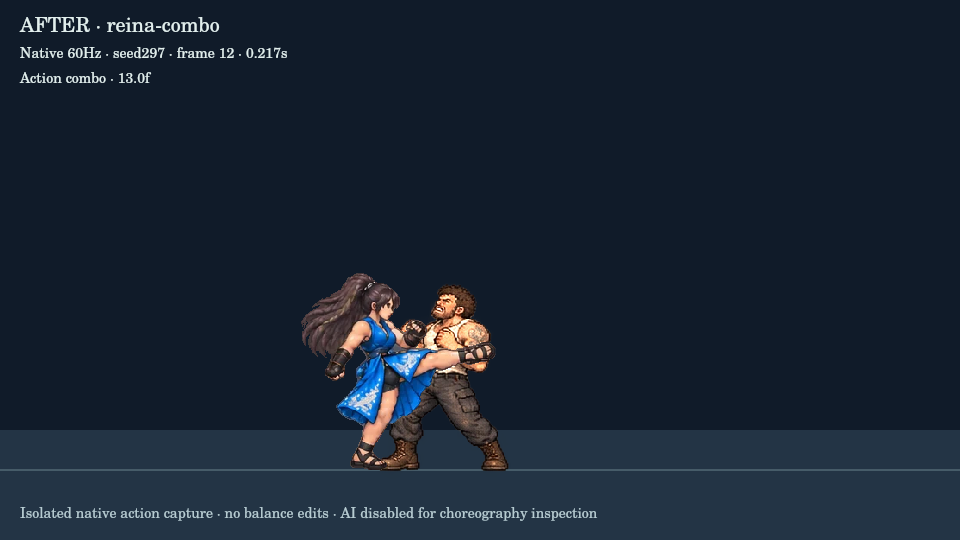 AFTER · reina-combo
Native 60Hz · seed297 · frame 12 · 0.217s
Action combo · 13.0f
Isolated native action capture · no balance edits · AI disabled for choreography inspection